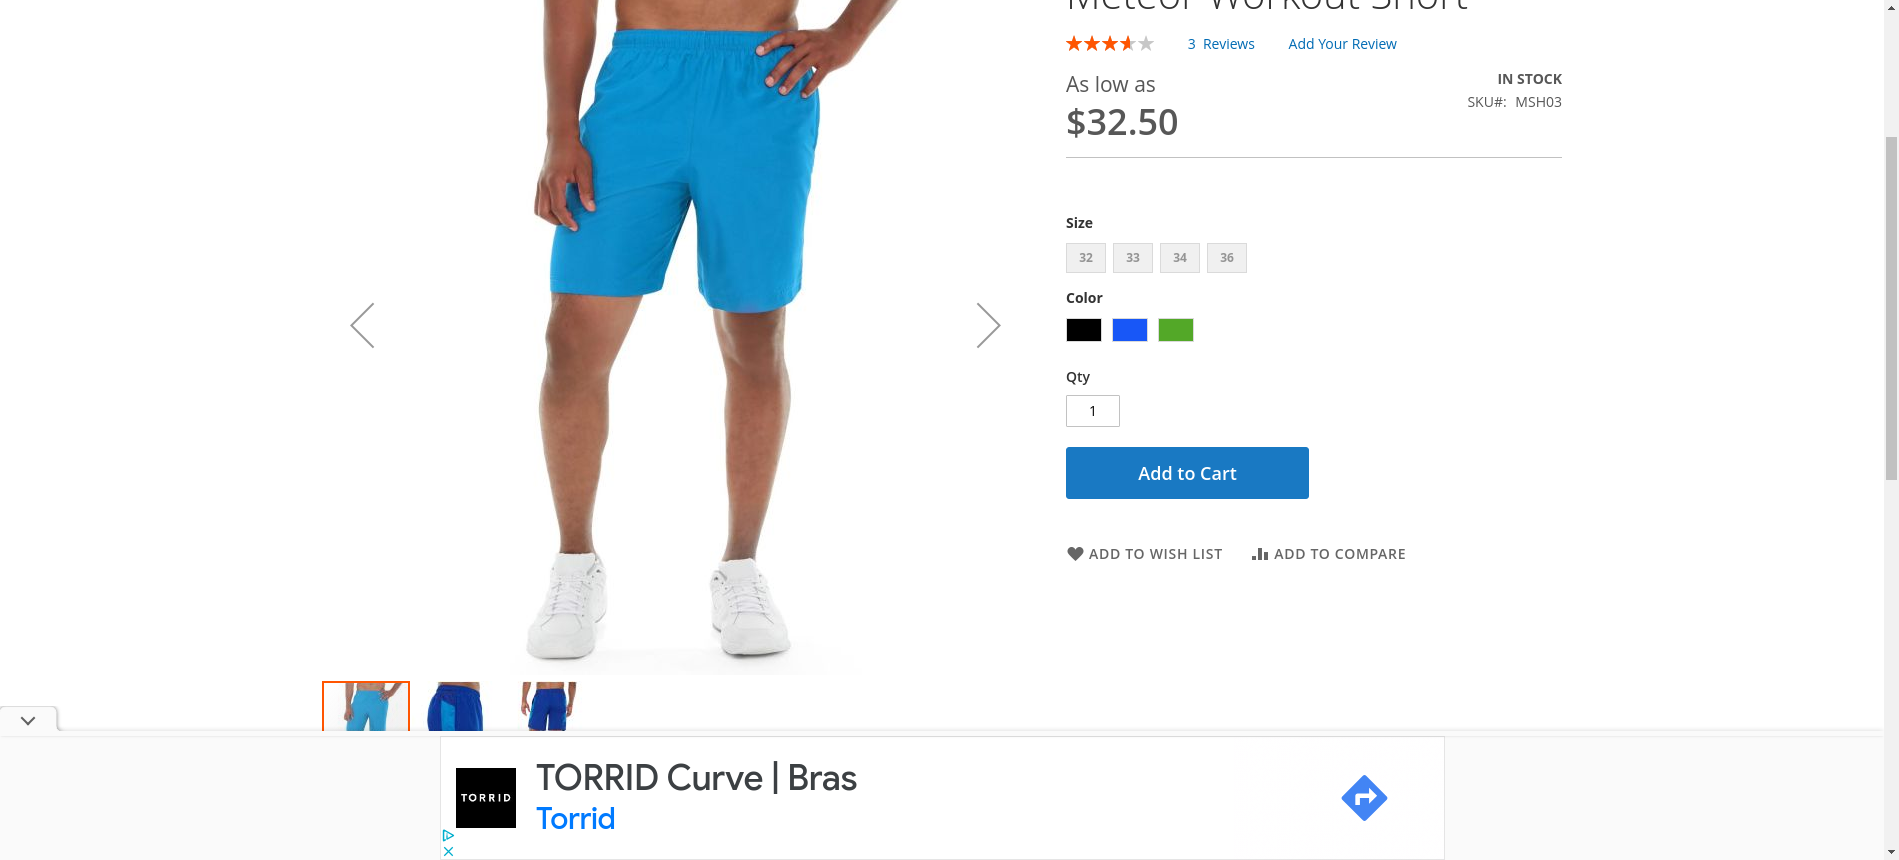 Meteor Workout Short
3 Reviews Add Your Review
As low as
$32.50
IN STOCK
SKU#: MSH03
Size
32 33 34 36
Color
Qty
1
Add to Cart
ADD TO WISH LIST ADD TO COMPARE
TORRID
TORRID Curve | Bras
Torrid